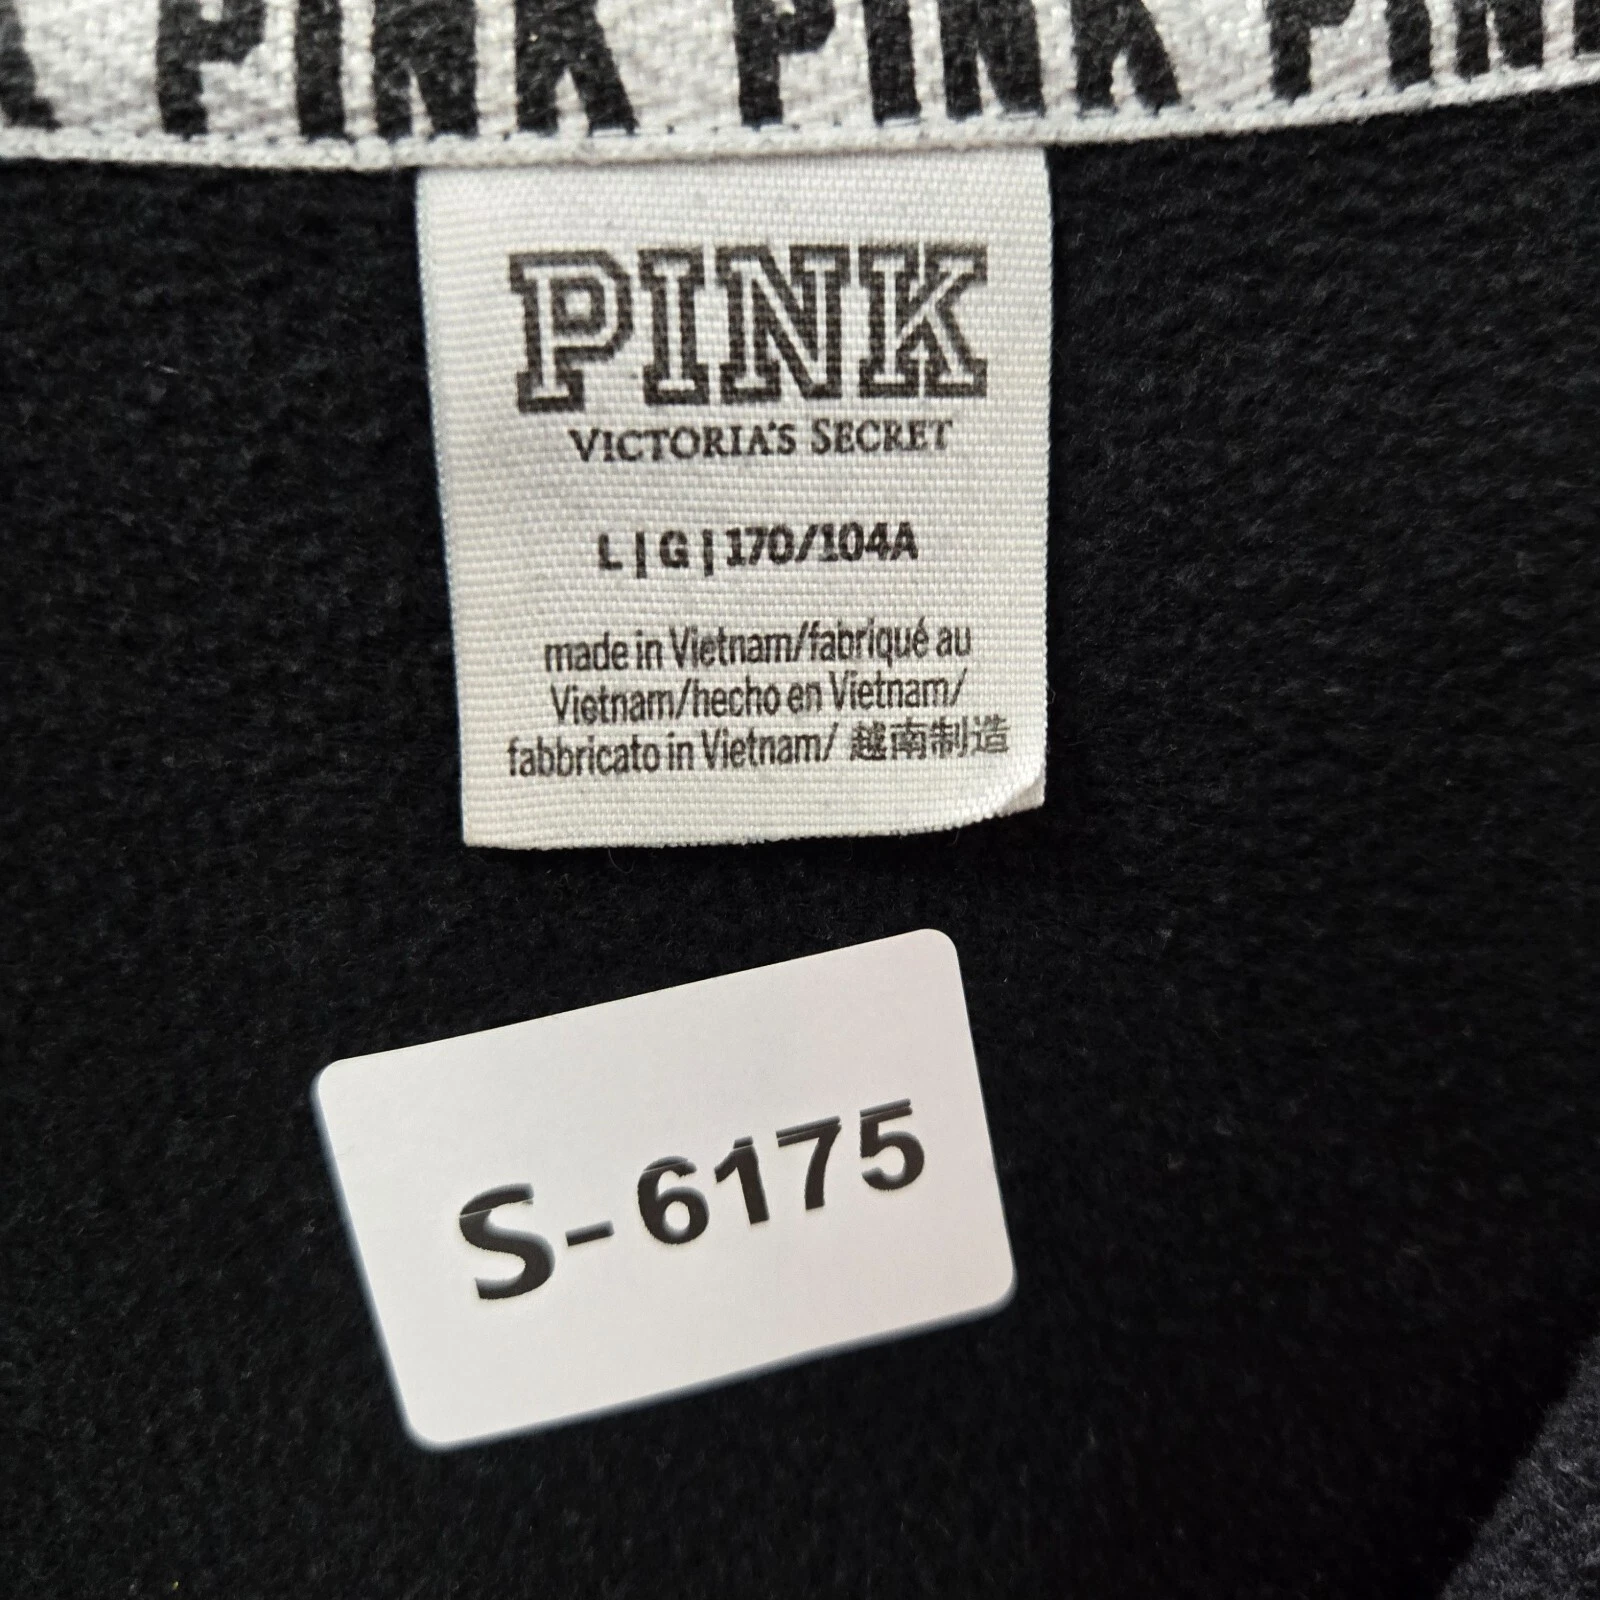 PINK PINK PIN
PINK
VICTORIA'S SECRET
L|G|170/104A
made in Vietnam/fabriqué au
Vietnam/hecho en Vietnam/
fabbricato in Vietnam/ 越南制造
S-6175